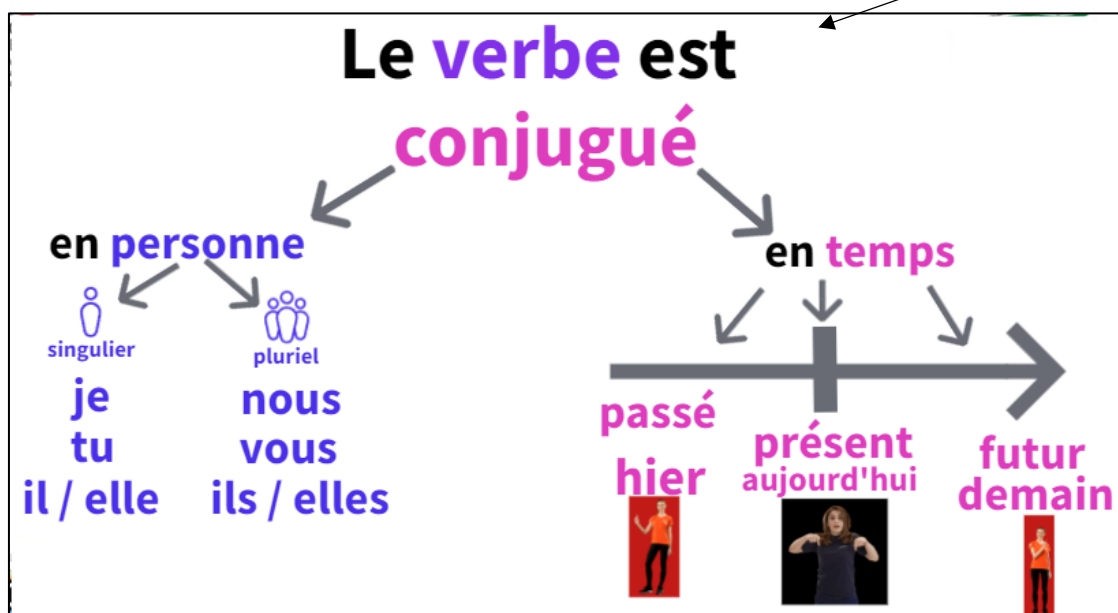 Le verbe est
conjugué
en personne
singulier
je
tu
il / elle
pluriel
nous
vous
ils / elles
en temps
passé
hier
présent
aujourd'hui
futur
demain